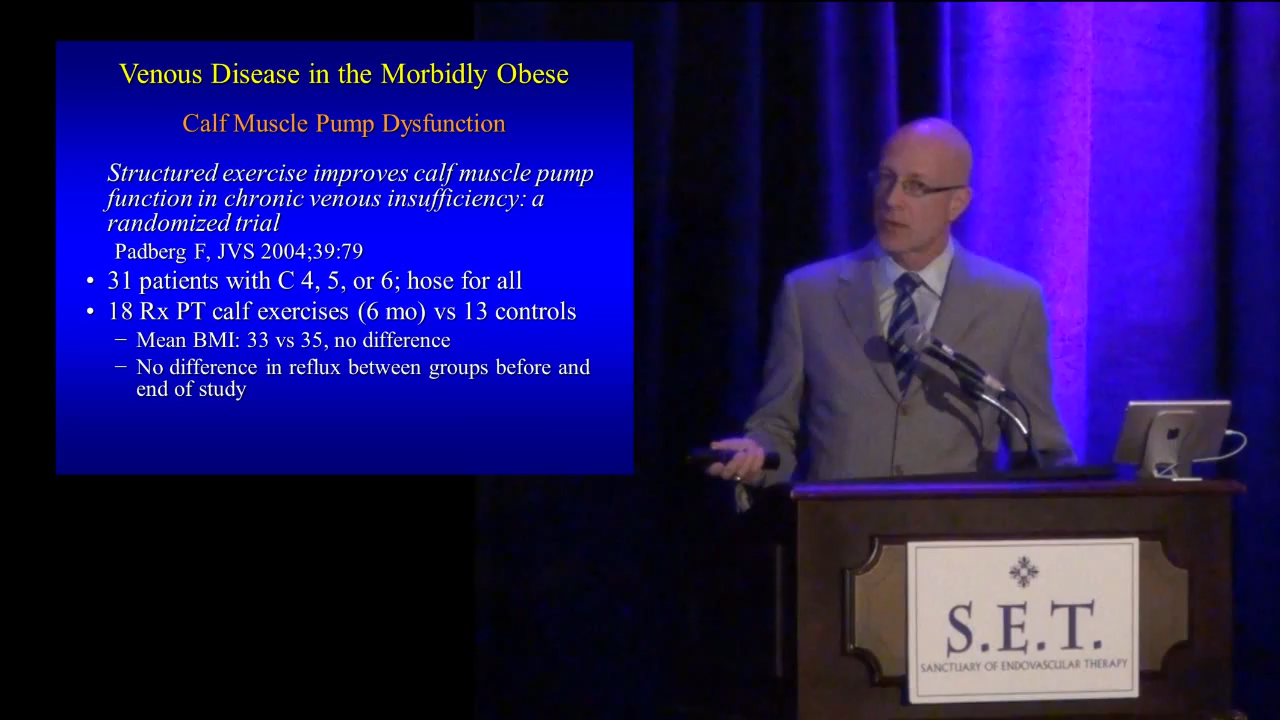 Venous Disease in the Morbidly Obese
Calf Muscle Pump Dysfunction
Structured exercise improves calf muscle pump
function in chronic venous insufficiency: a
randomized trial
Padberg F, JVS 2004;39:79
• 31 patients with C 4, 5, or 6; hose for all
• 18 Rx PT calf exercises (6 mo) vs 13 controls
– Mean BMI: 33 vs 35, no difference
– No difference in reflux between groups before and
end of study
S.E.T.
SANCTUARY OF ENDOVASCULAR THERAPY